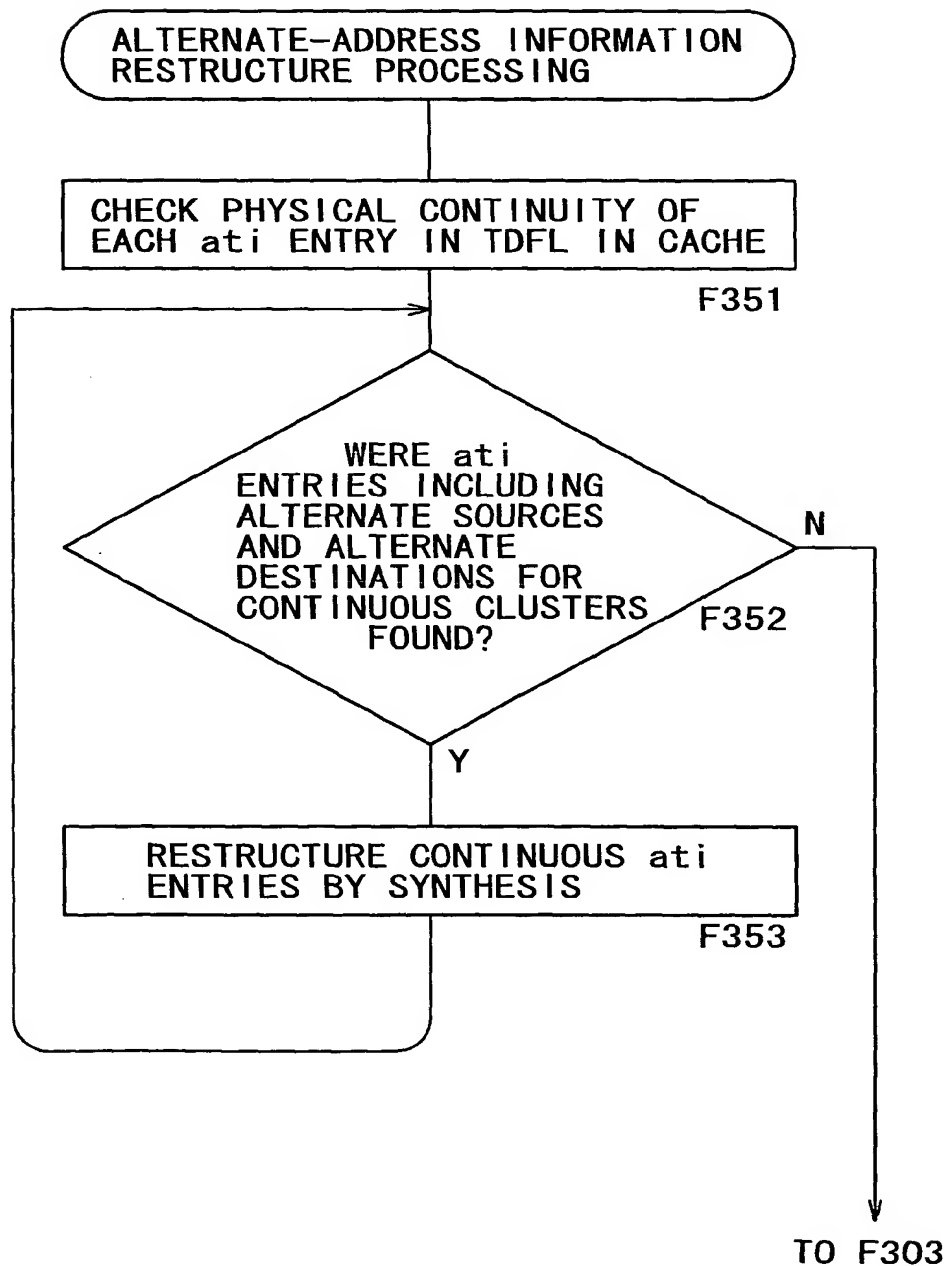 ALTERNATE-ADDRESS INFORMATION
RESTRUCTURE PROCESSING
CHECK PHYSICAL CONTINUITY OF
EACH ati ENTRY IN TDFL IN CACHE
F351
WERE ati
ENTRIES INCLUDING
ALTERNATE SOURCES
AND ALTERNATE
DESTINATIONS FOR
CONTINUOUS CLUSTERS
FOUND?
N
F352
Y
RESTRUCTURE CONTINUOUS ati
ENTRIES BY SYNTHESIS
F353
TO F303